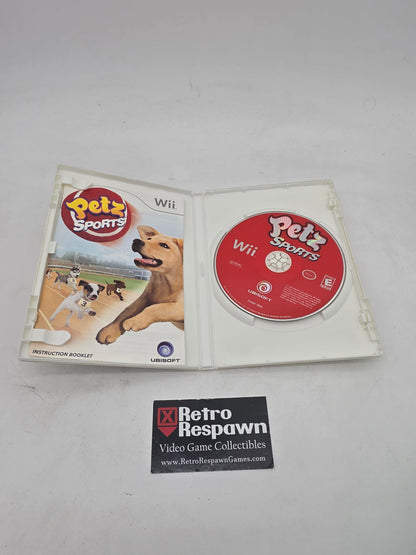 Petz
SPORTS
Wii
INSTRUCTION BOOKLET
UBISOFT
Petz
SPORTS
Wii
E
UBISOFT
Retro
Respawn
Video Game Collectibles
www.RetroRespawnGames.com